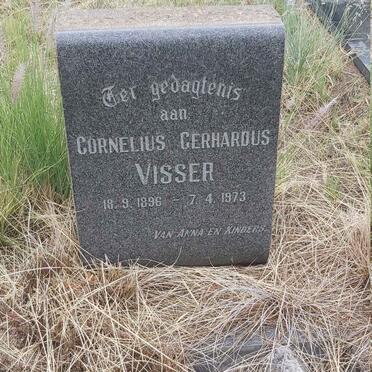 Ter gedagtenis
aan
CORNELIUS GERHARDUS
VISSER
18. 9. 1896 - 7. 4. 1973
VAN ANNA EN KINDERS.